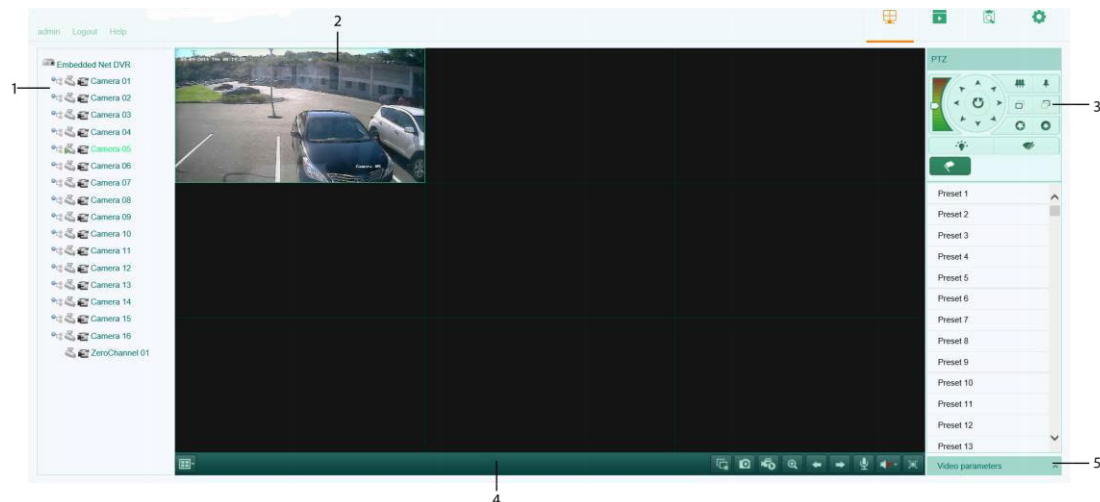 2
admin Logout Help
Embedded Net DVR
1
Camera 01
Camera 02
Camera 03
Camera 04
Camera 05
Camera 06
Camera 07
Camera 08
Camera 09
Camera 10
Camera 11
Camera 12
Camera 13
Camera 14
Camera 15
Camera 16
ZeroChannel 01
Camera 05
PTZ
3
Preset 1
Preset 2
Preset 3
Preset 4
Preset 5
Preset 6
Preset 7
Preset 8
Preset 9
Preset 10
Preset 11
Preset 12
Preset 13
Video parameters
5
4